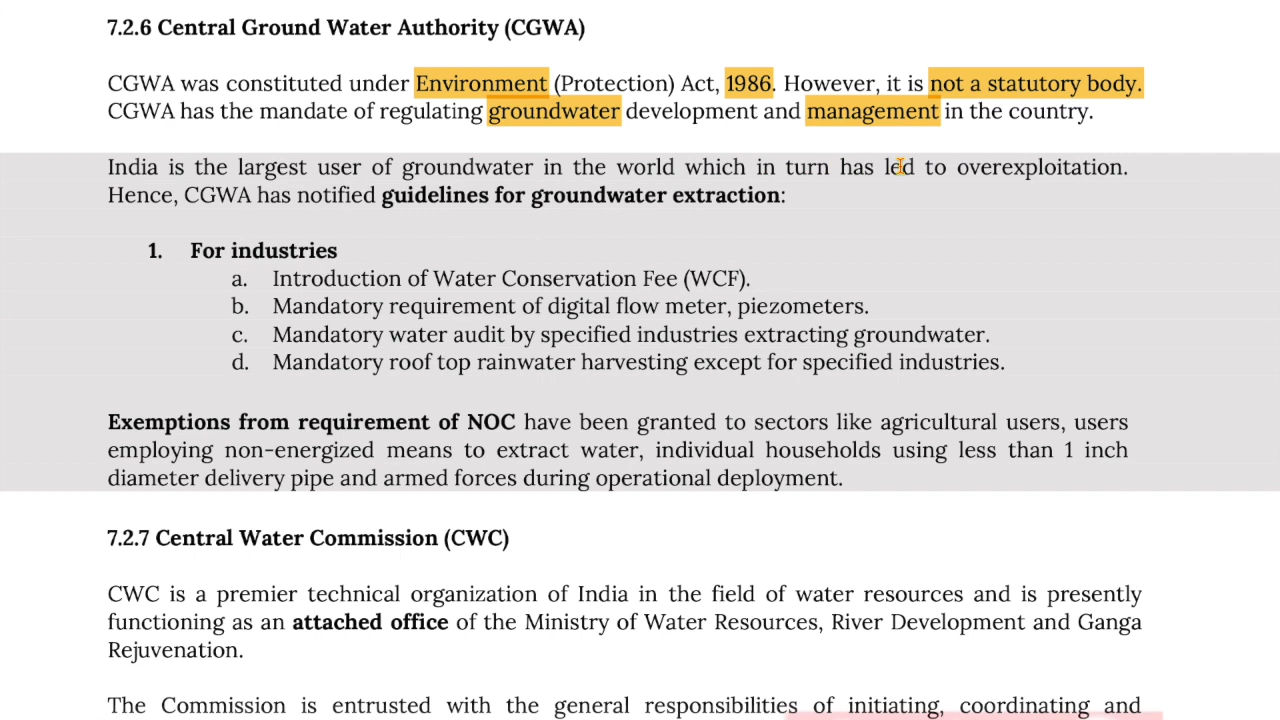 7.2.6 Central Ground Water Authority (CGWA)
CGWA was constituted under Environment (Protection) Act, 1986. However, it is not a statutory body.
CGWA has the mandate of regulating groundwater development and management in the country.
India is the largest user of groundwater in the world which in turn has led to overexploitation.
Hence, CGWA has notified guidelines for groundwater extraction:
1. For industries
a. Introduction of Water Conservation Fee (WCF).
b. Mandatory requirement of digital flow meter, piezometers.
c. Mandatory water audit by specified industries extracting groundwater.
d. Mandatory roof top rainwater harvesting except for specified industries.
Exemptions from requirement of NOC have been granted to sectors like agricultural users, users
employing non-energized means to extract water, individual households using less than 1 inch
diameter delivery pipe and armed forces during operational deployment.
7.2.7 Central Water Commission (CWC)
CWC is a premier technical organization of India in the field of water resources and is presently
functioning as an attached office of the Ministry of Water Resources, River Development and Ganga
Rejuvenation.
The Commission is entrusted with the general responsibilities of initiating, coordinating and